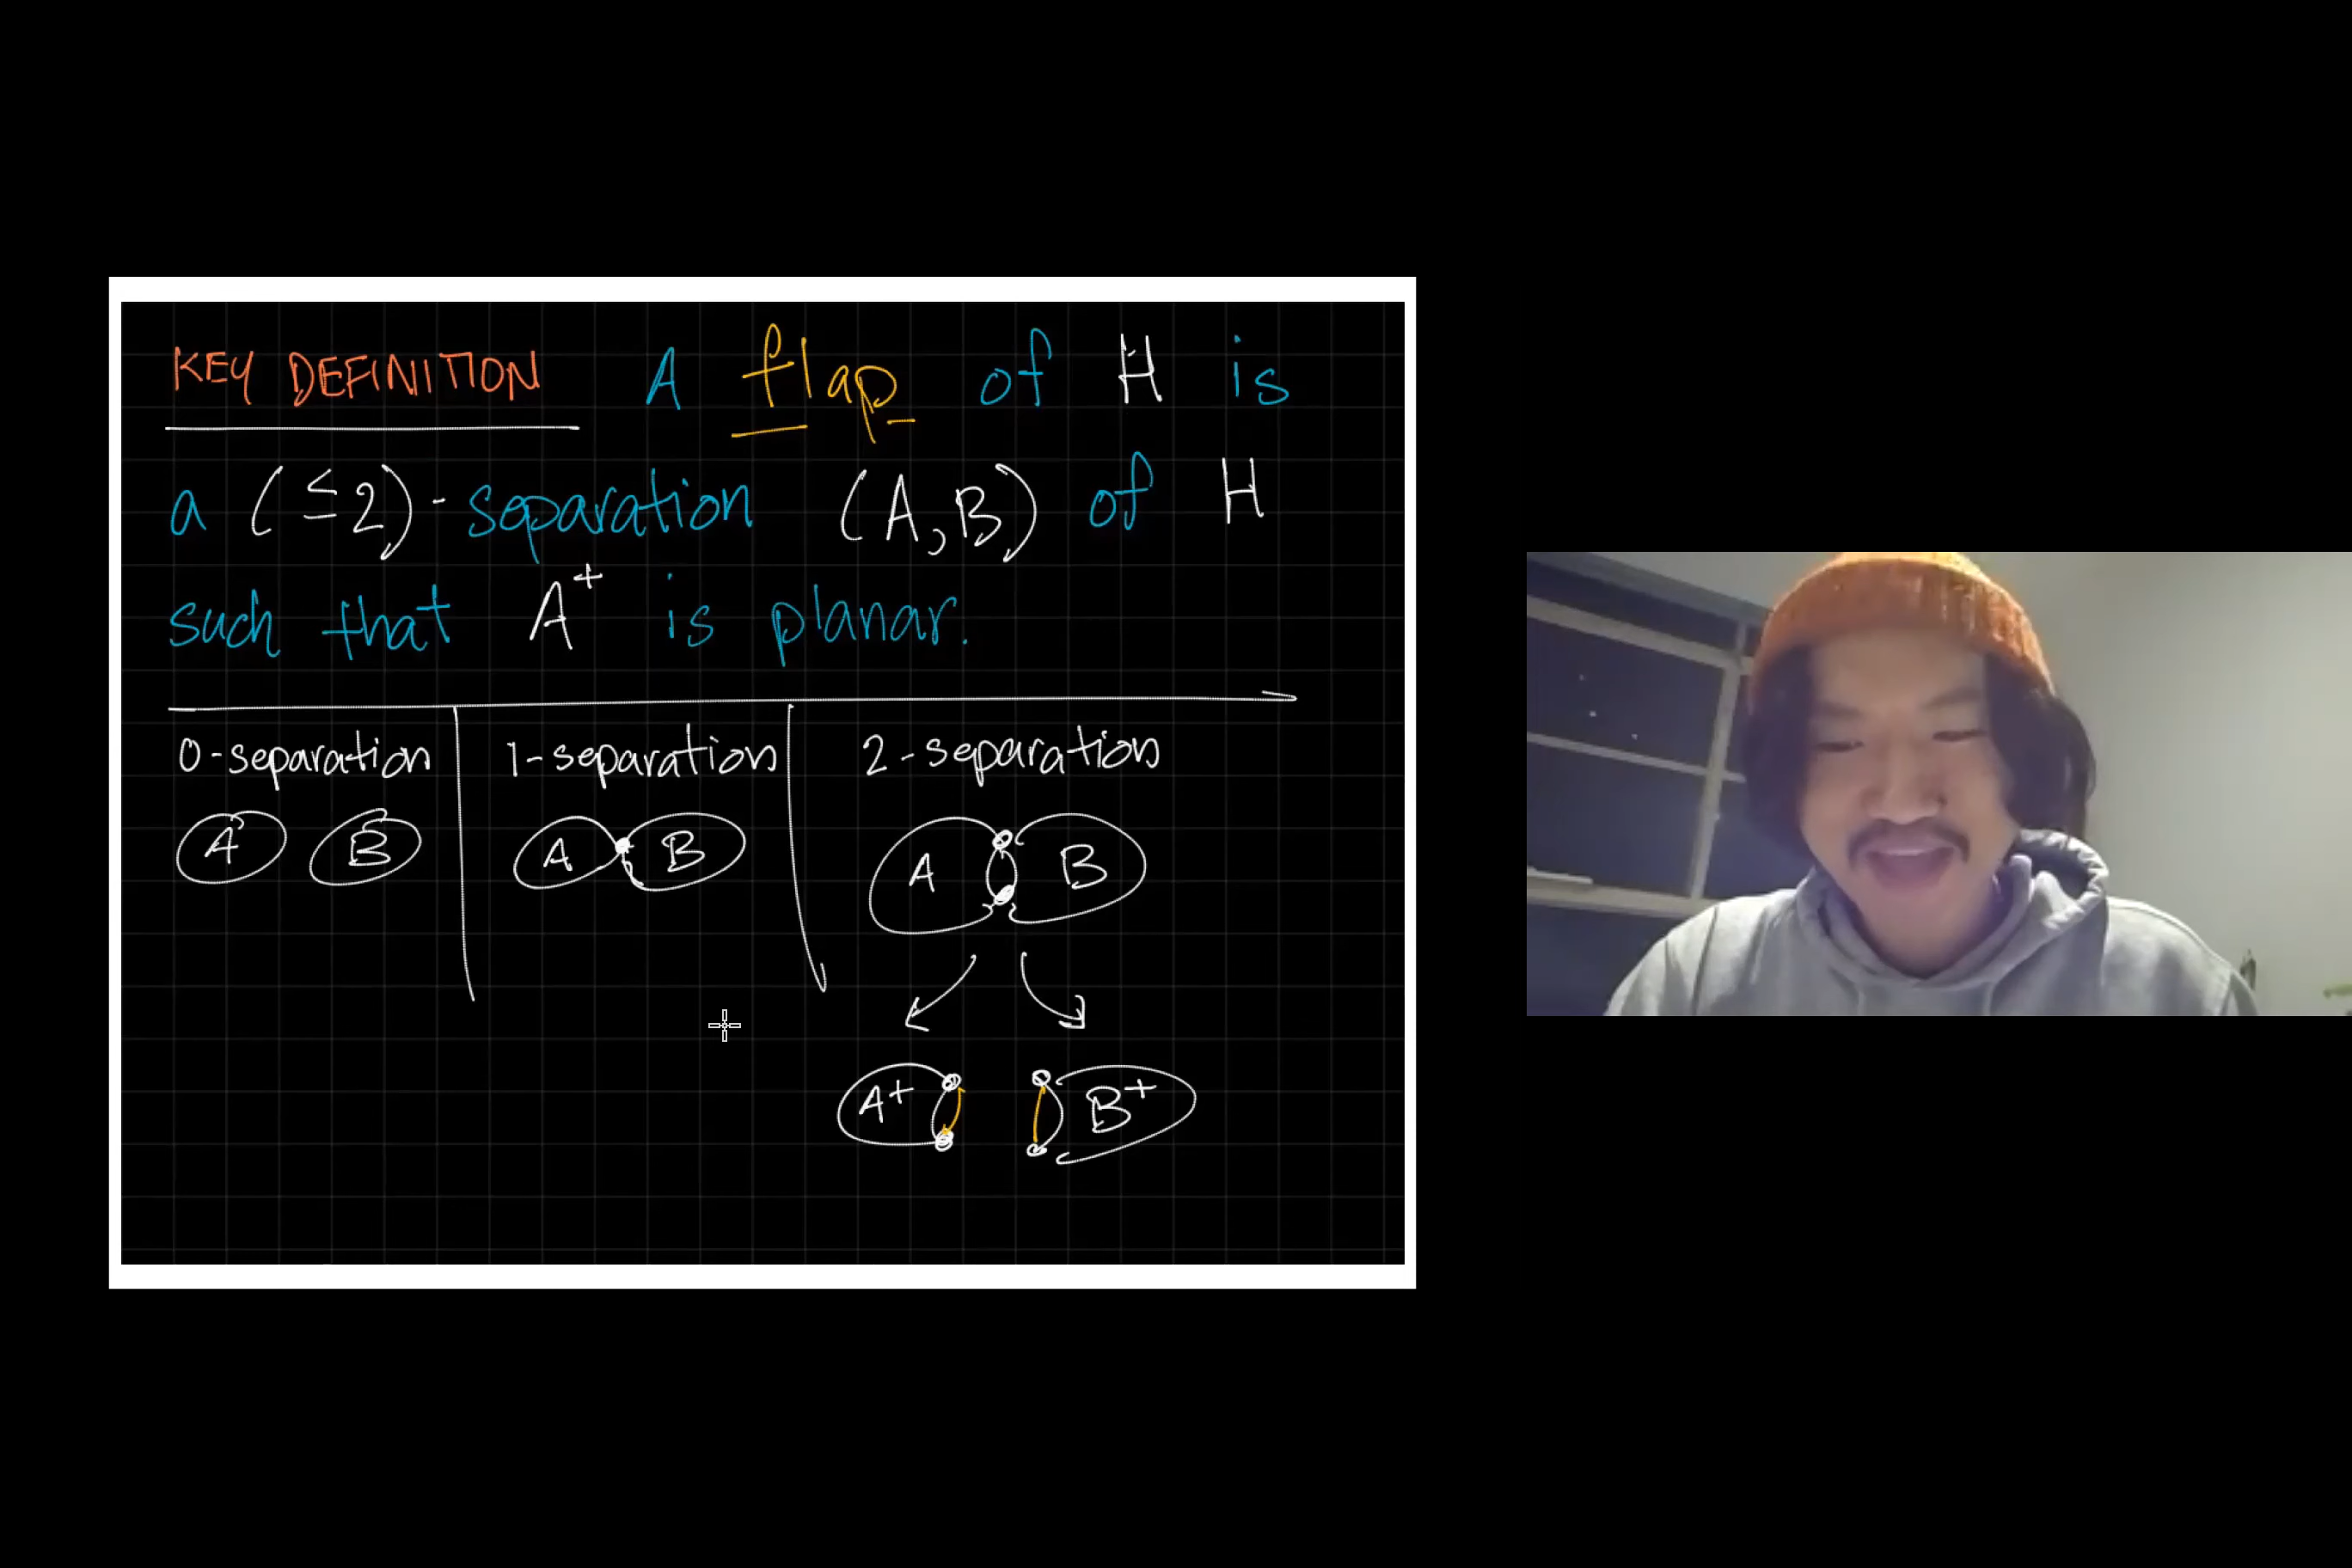 KEY DEFINITION A flap of H is
a (≤2)-separation (A,B) of H
such that A⁺ is planar.
0-separation 1-separation 2-separation
A B A B A B
A+ B+